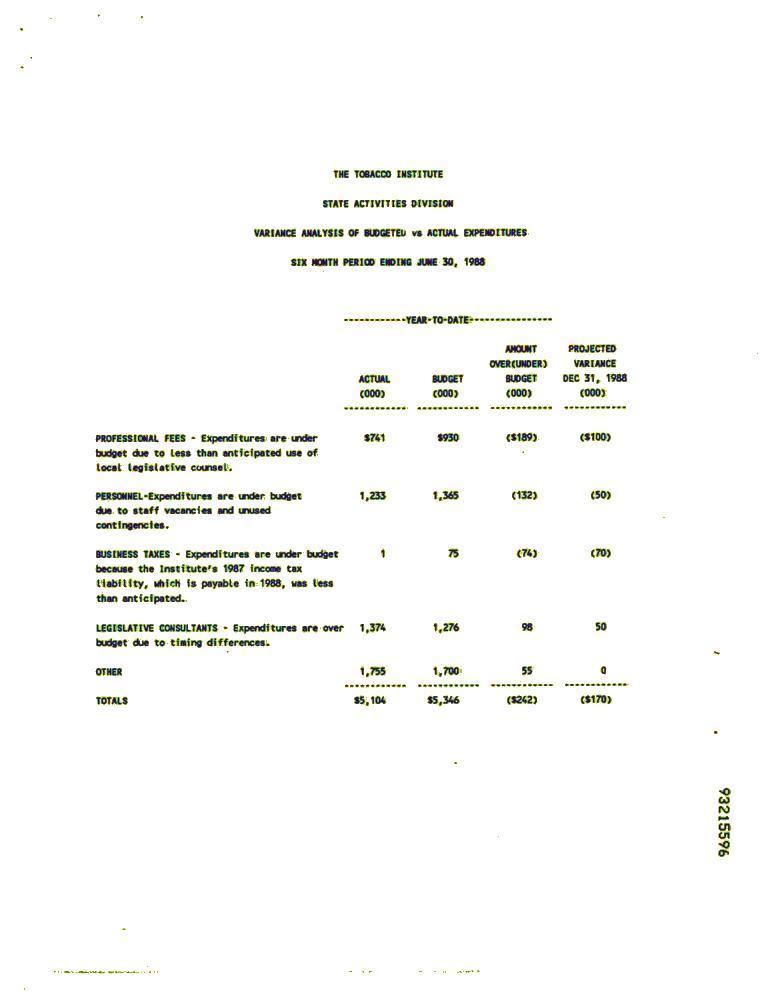 THE TOBACCO INSTITUTE
STATE ACTIVITIES DIVISION
VARIANCE ANALYSIS OF BUDGETED vs ACTUAL EXPENDITURES
SIX MONTH PERIOD ENDING JUNE 30, 1988
------------YEAR-TO-DATE----------------
AMOUNT PROJECTED
OVER(UNDER) VARIANCE
ACTUAL BUDGET BUDGET DEC 31, 1988
(000) (000) (000) (000)
PROFESSIONAL FEES - Expenditures are under $741 $930 ($189) ($100)
budget due to less than anticipated use of
local legislative counsel.
PERSONNEL-Expenditures are under budget 1,233 1,365 (132) (50)
due to staff vacancies and unused
contingencies.
BUSINESS TAXES - Expenditures are under budget 1 75 (74) (70)
because the Institute's 1987 income tax
liability, which is payable in 1988, was less
than anticipated.
LEGISLATIVE CONSULTANTS - Expenditures are over 1,374 1,276 98 50
budget due to timing differences.
OTHER 1,755 1,700 55 0
TOTALS $5,104 $5,346 ($242) ($170)
93215596